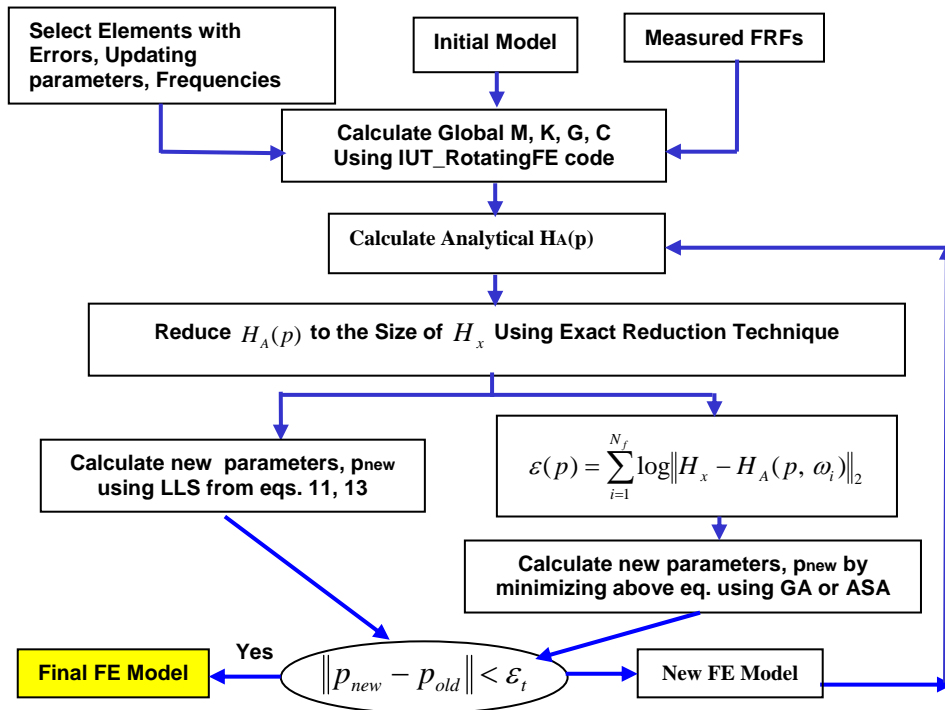 Select Elements with
Errors, Updating
parameters, Frequencies
Initial Model
Measured FRFs
Calculate Global M, K, G, C
Using IUT_RotatingFE code
Calculate Analytical HA(p)
Reduce H_A(p) to the Size of H_x Using Exact Reduction Technique
Calculate new parameters, pnew
using LLS from eqs. 11, 13
ε(p) = ∑_{i=1}^{N_f} log‖H_x − H_A(p, ω_i)‖_2
Calculate new parameters, pnew by
minimizing above eq. using GA or ASA
Final FE Model
Yes
‖p_new − p_old‖ < ε_t
New FE Model